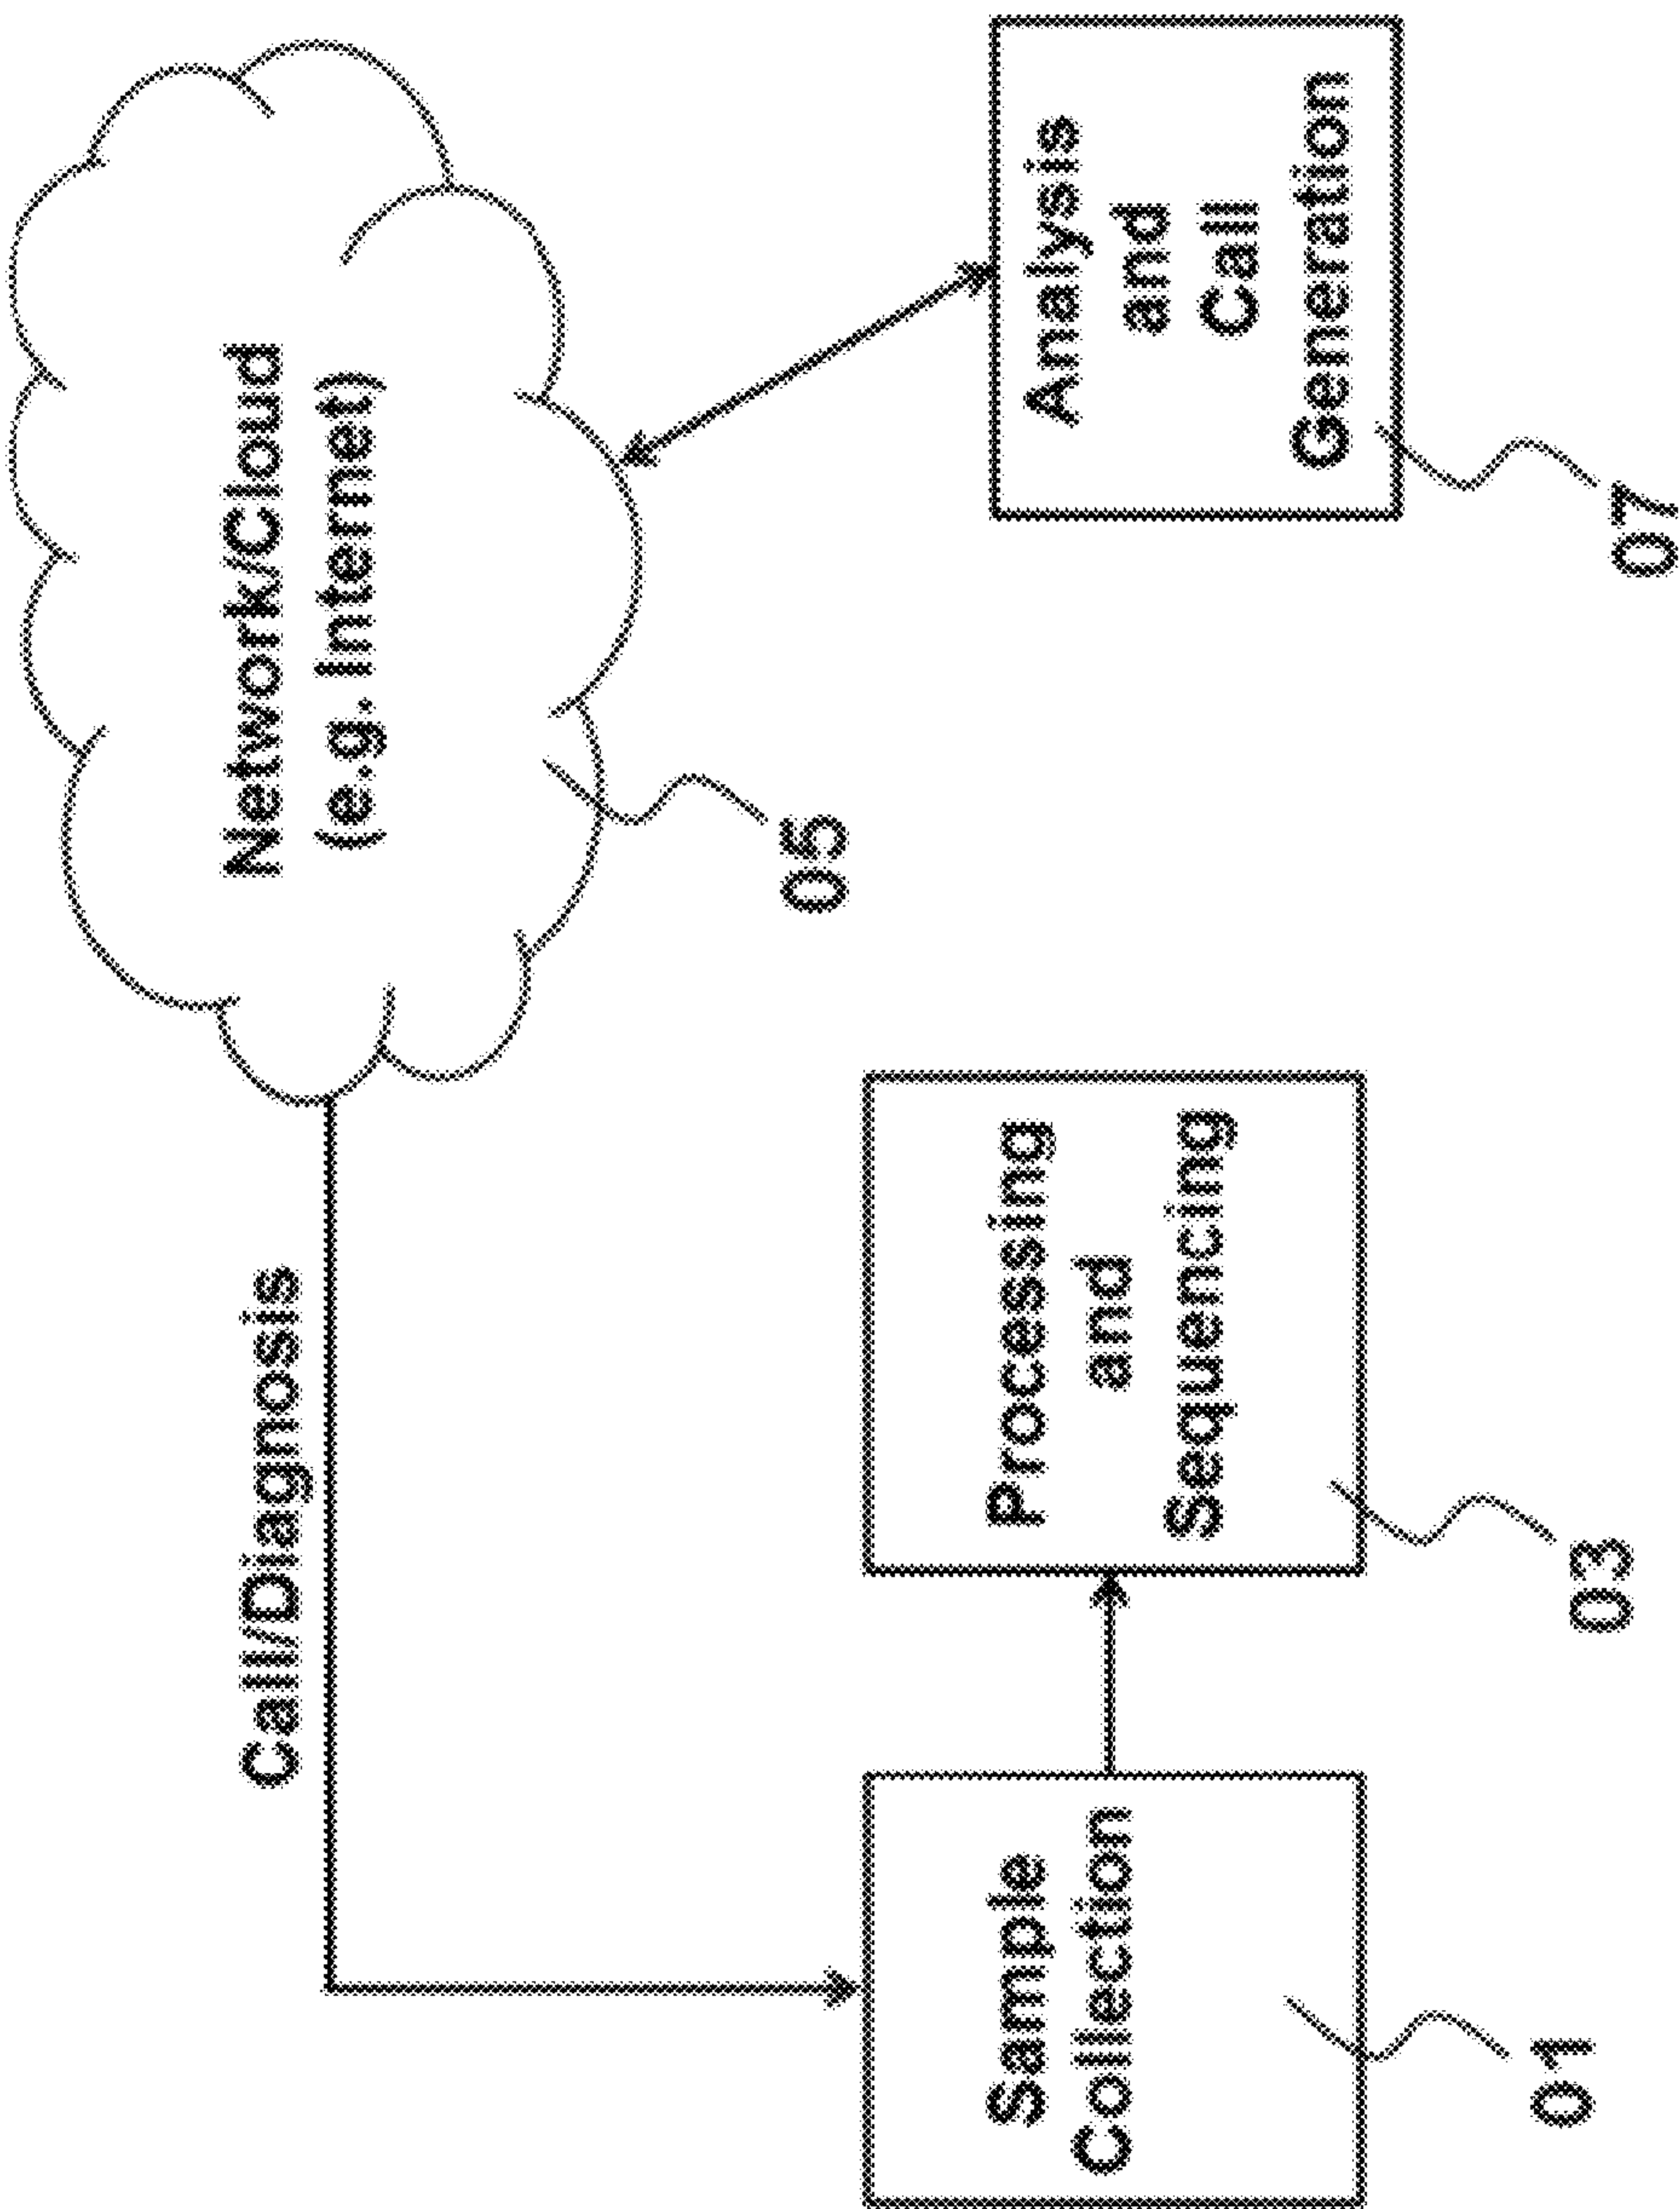 Call/Diagnosis
Network/Cloud
(e.g. Internet)
05
Sample
Collection
01
Processing
and
Sequencing
03
Analysis
and
Call
Generation
07